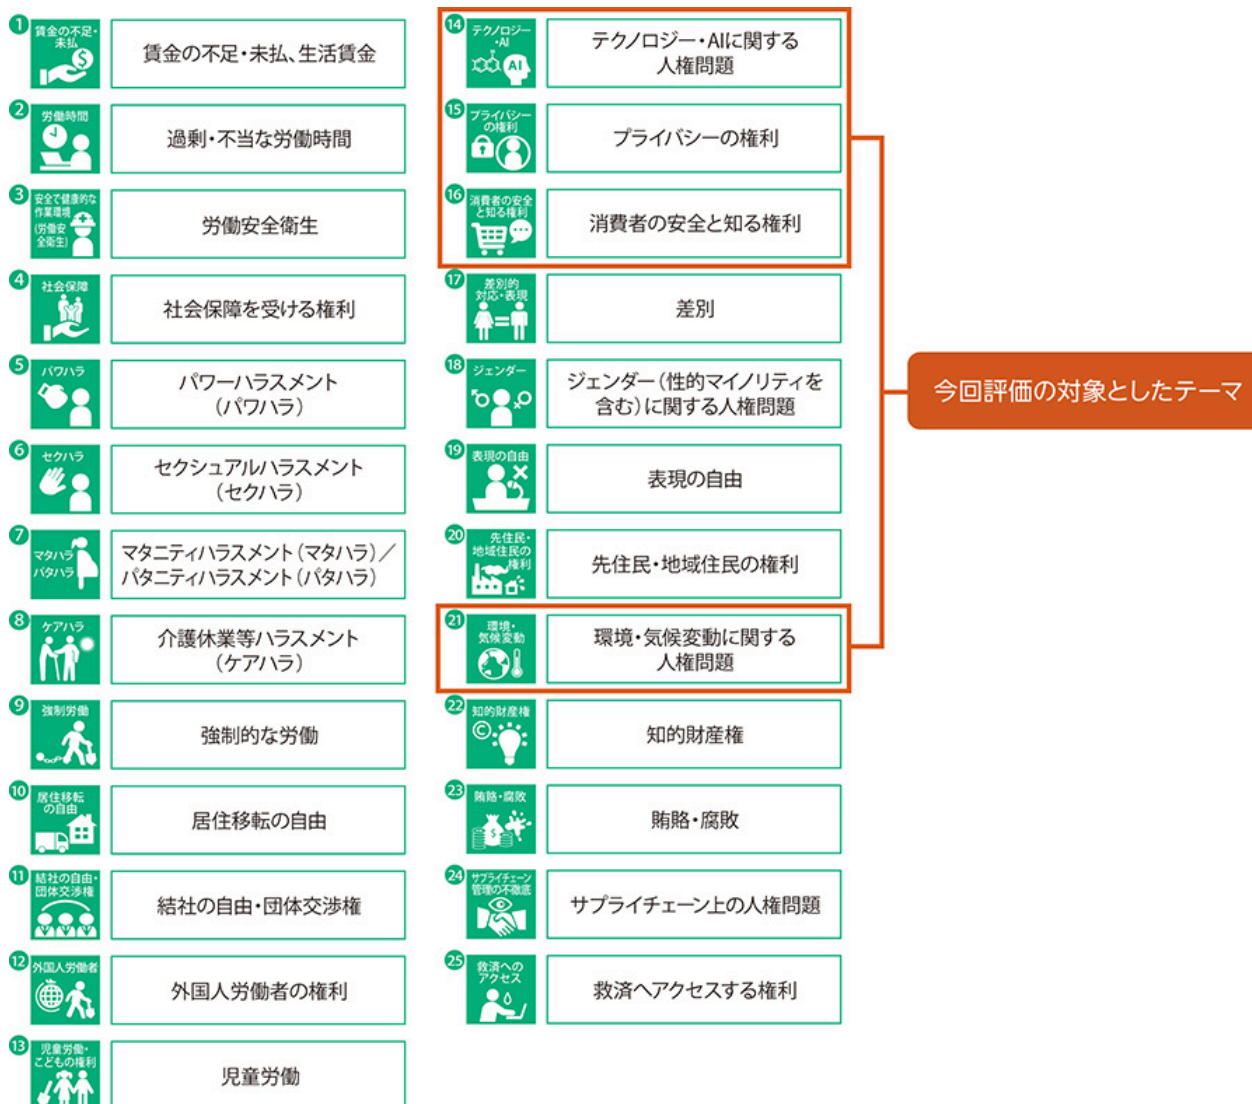 1
賃金の不足・
未払
$
賃金の不足・未払、生活賃金
2
労働時間
過剰・不当な労働時間
3
安全で健康的な
作業環境
(労働安
全衛生)
労働安全衛生
4
社会保障
社会保障を受ける権利
5
パワハラ
パワーハラスメント
（パワハラ）
6
セクハラ
セクシュアルハラスメント
（セクハラ）
7
マタハラ
パタハラ
マタニティハラスメント（マタハラ）／
パタニティハラスメント（パタハラ）
8
ケアハラ
介護休業等ハラスメント
（ケアハラ）
9
強制労働
強制的な労働
10
居住移転
の自由
居住移転の自由
11
結社の自由・
団体交渉権
結社の自由・団体交渉権
12
外国人労働者
外国人労働者の権利
13
児童労働・
こどもの権利
児童労働
14
テクノロジー
・AI
AI
テクノロジー・AIに関する
人権問題
15
プライバシー
の権利
プライバシーの権利
16
消費者の安全
と知る権利
消費者の安全と知る権利
17
差別的
対応・表現
差別
18
ジェンダー
ジェンダー（性的マイノリティを
含む）に関する人権問題
19
表現の自由
表現の自由
20
先住民・
地域住民の
権利
先住民・地域住民の権利
21
環境・
気候変動
環境・気候変動に関する
人権問題
22
知的財産権
©
知的財産権
23
賄賂・腐敗
$
賄賂・腐敗
24
サプライチェーン
管理の不徹底
サプライチェーン上の人権問題
25
救済への
アクセス
救済へアクセスする権利
今回評価の対象としたテーマ